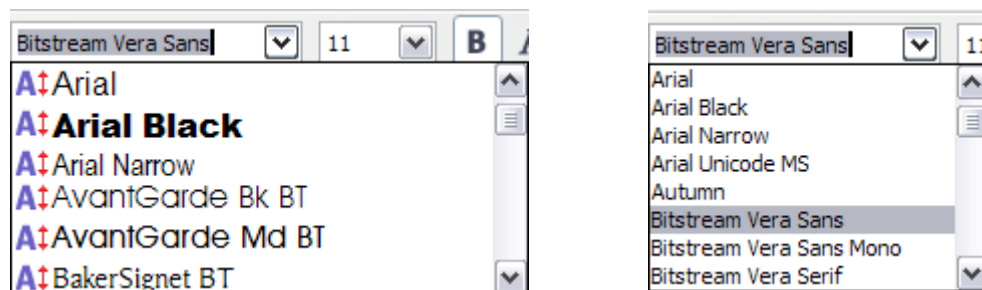 Bitstream Vera Sans 11 B
Arial
Arial Black
Arial Narrow
AvantGarde Bk BT
AvantGarde Md BT
BakerSignet BT
Bitstream Vera Sans 11
Arial
Arial Black
Arial Narrow
Arial Unicode MS
Autumn
Bitstream Vera Sans
Bitstream Vera Sans Mono
Bitstream Vera Serif